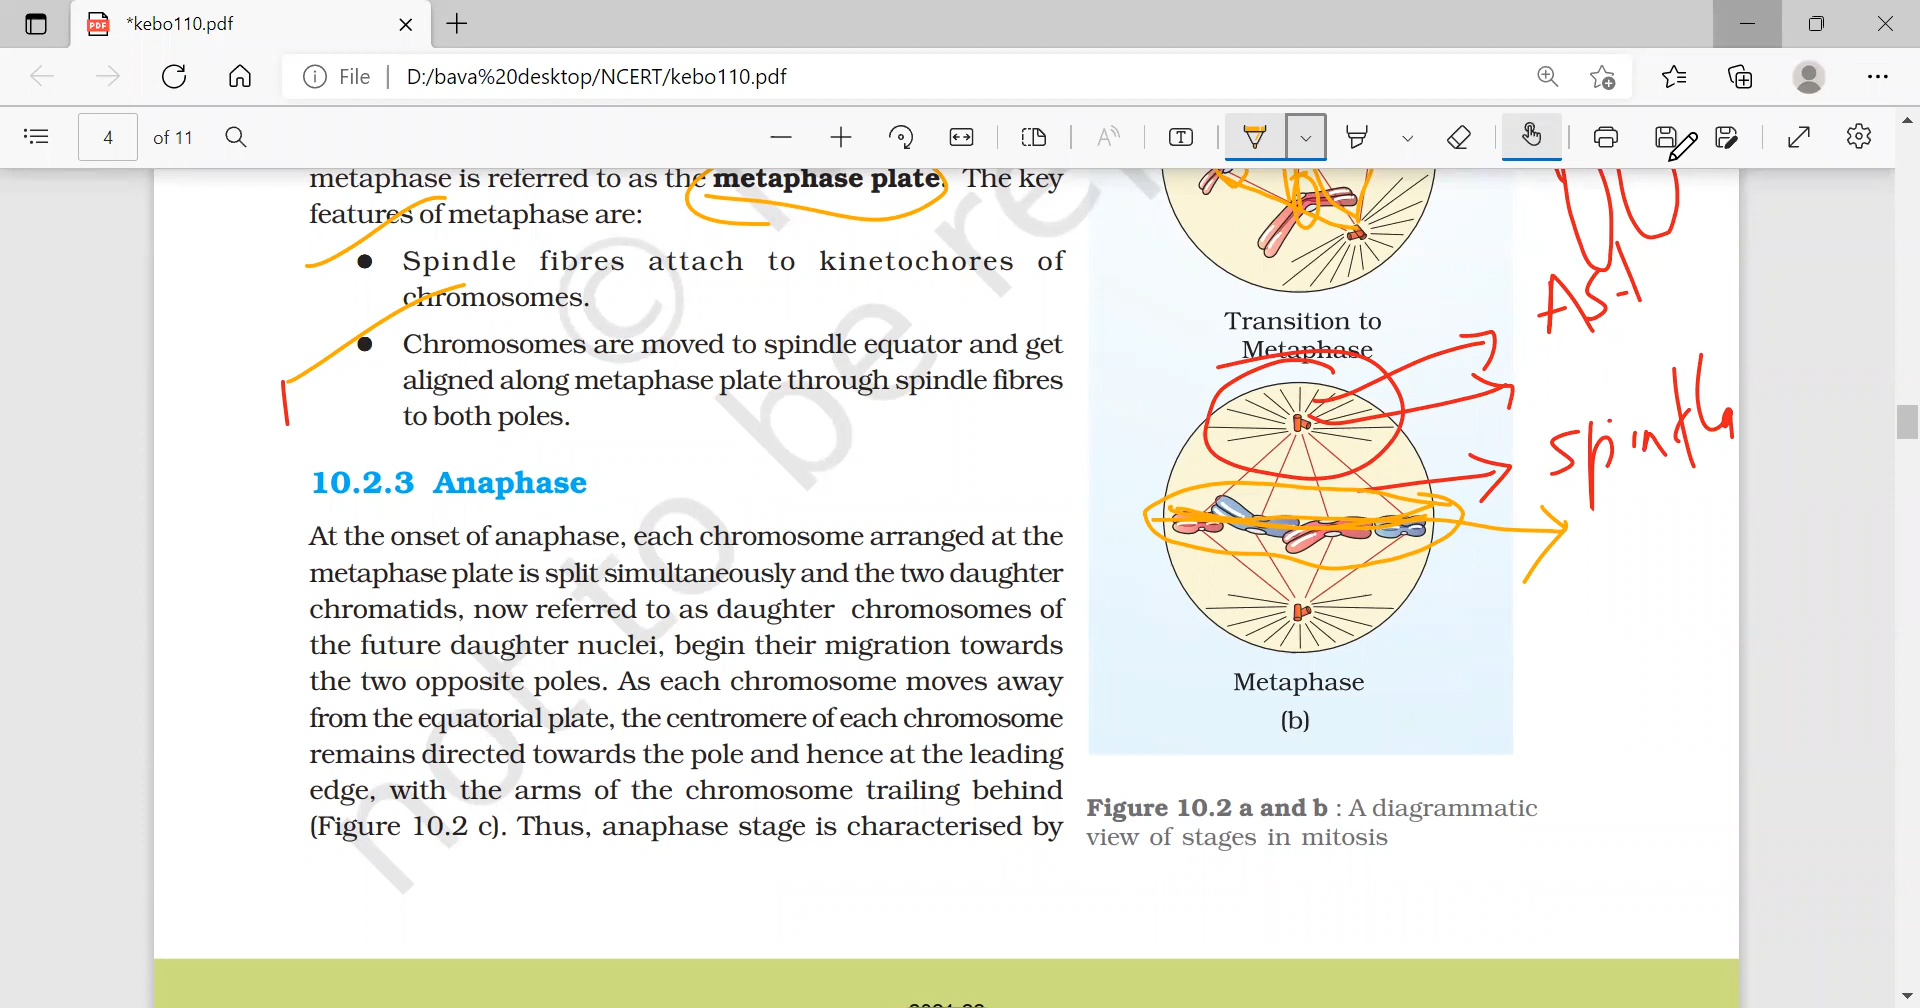 *kebo110.pdf
File
D:/bava%20desktop/NCERT/kebo110.pdf
4 of 11
metaphase is referred to as the metaphase plate. The key
features of metaphase are:
● Spindle fibres attach to kinetochores of
chromosomes.
● Chromosomes are moved to spindle equator and get
aligned along metaphase plate through spindle fibres
to both poles.
10.2.3 Anaphase
At the onset of anaphase, each chromosome arranged at the
metaphase plate is split simultaneously and the two daughter
chromatids, now referred to as daughter chromosomes of
the future daughter nuclei, begin their migration towards
the two opposite poles. As each chromosome moves away
from the equatorial plate, the centromere of each chromosome
remains directed towards the pole and hence at the leading
edge, with the arms of the chromosome trailing behind
(Figure 10.2 c). Thus, anaphase stage is characterised by
Transition to
Metaphase
Metaphase
(b)
Figure 10.2 a and b : A diagrammatic
view of stages in mitosis
not to be re